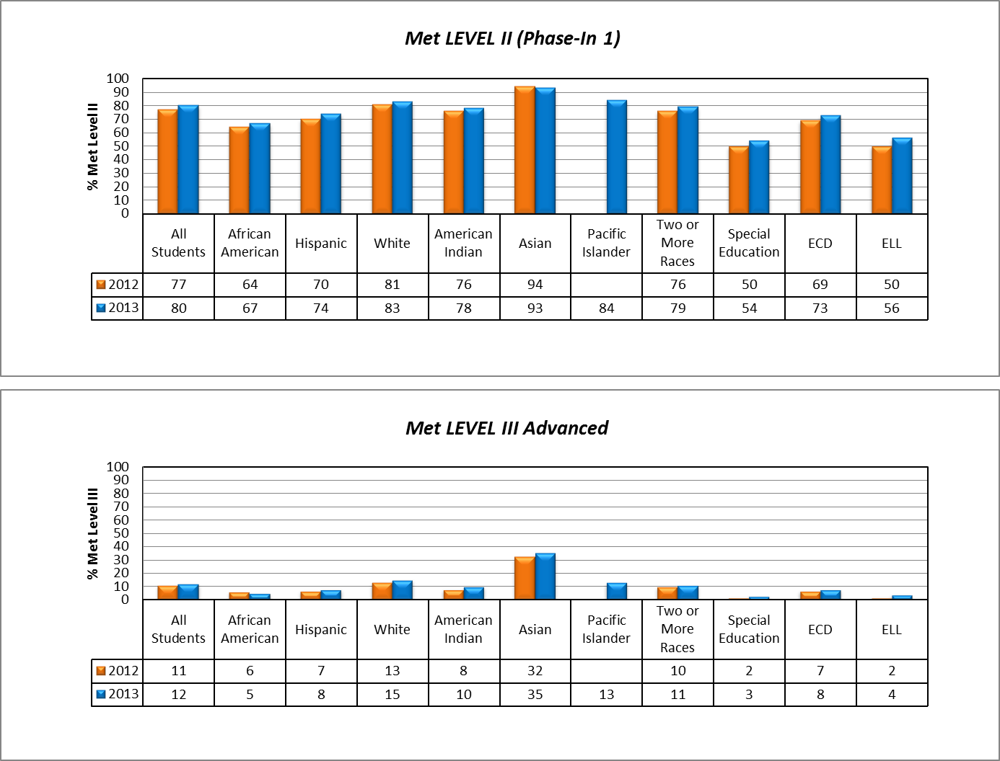 Met LEVEL II (Phase-In 1)
% Met Level II
100
90
80
70
60
50
40
30
20
10
0
All Students
African American
Hispanic
White
American Indian
Asian
Pacific Islander
Two or More Races
Special Education
ECD
ELL
2012 77 64 70 81 76 94 76 50 69 50
2013 80 67 74 83 78 93 84 79 54 73 56
Met LEVEL III Advanced
% Met Level III
100
90
80
70
60
50
40
30
20
10
0
All Students
African American
Hispanic
White
American Indian
Asian
Pacific Islander
Two or More Races
Special Education
ECD
ELL
2012 11 6 7 13 8 32 10 2 7 2
2013 12 5 8 15 10 35 13 11 3 8 4